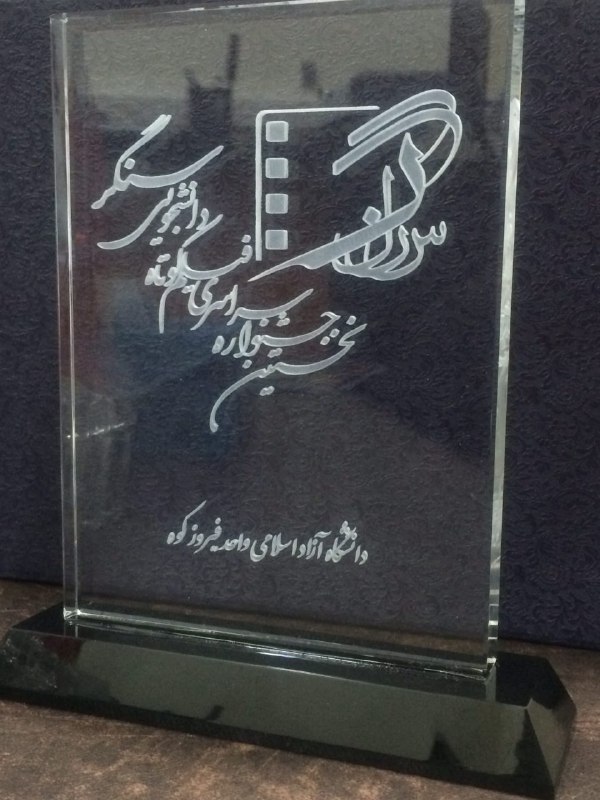 نخستین
جشنواره
سراسری
فیلم کوتاه
دانشجویی
سنگر
دانشگاه آزاد اسلامی واحد فیروزکوه